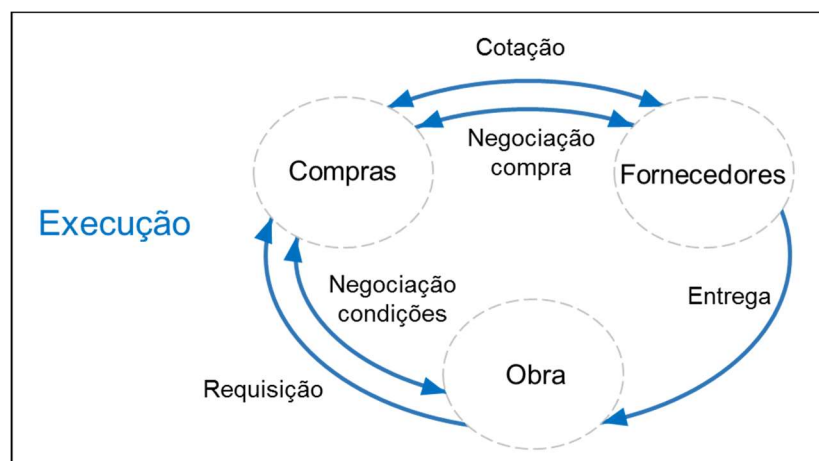 Cotação
Negociação
compra
Compras
Fornecedores
Execução
Negociação
condições
Entrega
Requisição
Obra